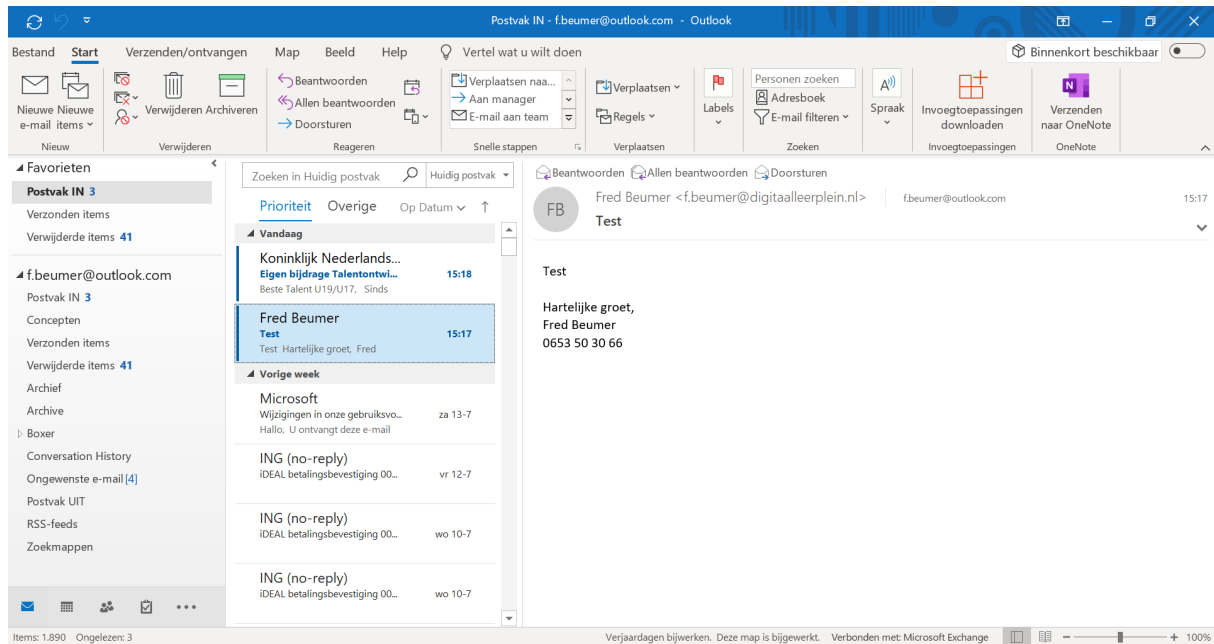 Postvak IN - f.beumer@outlook.com - Outlook
Bestand Start Verzenden/ontvangen Map Beeld Help Vertel wat u wilt doen Binnenkort beschikbaar
Nieuwe e-mail
Nieuwe items
Nieuw
Verwijderen Archiveren
Verwijderen
Beantwoorden
Allen beantwoorden
Doorsturen
Reageren
Verplaatsen naa...
Aan manager
E-mail aan team
Snelle stappen
Verplaatsen
Regels
Verplaatsen
Labels
Personen zoeken
Adresboek
E-mail filteren
Zoeken
Spraak
Invoegtoepassingen
downloaden
Invoegtoepassingen
Verzenden
naar OneNote
OneNote
Favorieten
Postvak IN 3
Verzonden items
Verwijderde items 41
f.beumer@outlook.com
Postvak IN 3
Concepten
Verzonden items
Verwijderde items 41
Archief
Archive
Boxer
Conversation History
Ongewenste e-mail [4]
Postvak UIT
RSS-feeds
Zoekmappen
Zoeken in Huidig postvak Huidig postvak
Prioriteit Overige Op Datum
Vandaag
Koninklijk Nederlands...
Eigen bijdrage Talentontwi... 15:18
Beste Talent U19/U17, Sinds
Fred Beumer
Test 15:17
Test Hartelijke groet, Fred
Vorige week
Microsoft
Wijzigingen in onze gebruiksvo... za 13-7
Hallo, U ontvangt deze e-mail
ING (no-reply)
iDEAL betalingsbevestiging 00... vr 12-7
ING (no-reply)
iDEAL betalingsbevestiging 00... wo 10-7
ING (no-reply)
iDEAL betalingsbevestiging 00... wo 10-7
Beantwoorden Allen beantwoorden Doorsturen
FB
Fred Beumer <f.beumer@digitaalleerplein.nl> f.beumer@outlook.com 15:17
Test
Test
Hartelijke groet,
Fred Beumer
0653 50 30 66
Items: 1.890 Ongelezen: 3 Verjaardagen bijwerken. Deze map is bijgewerkt. Verbonden met: Microsoft Exchange 100%